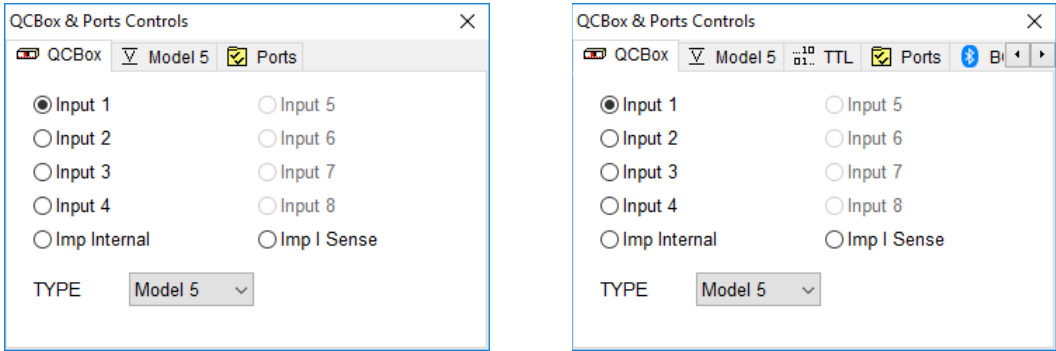 QCBox & Ports Controls
QCBox Model 5 Ports
Input 1 Input 5
Input 2 Input 6
Input 3 Input 7
Input 4 Input 8
Imp Internal Imp I Sense
TYPE Model 5
QCBox & Ports Controls
QCBox Model 5 TTL Ports
Input 1 Input 5
Input 2 Input 6
Input 3 Input 7
Input 4 Input 8
Imp Internal Imp I Sense
TYPE Model 5